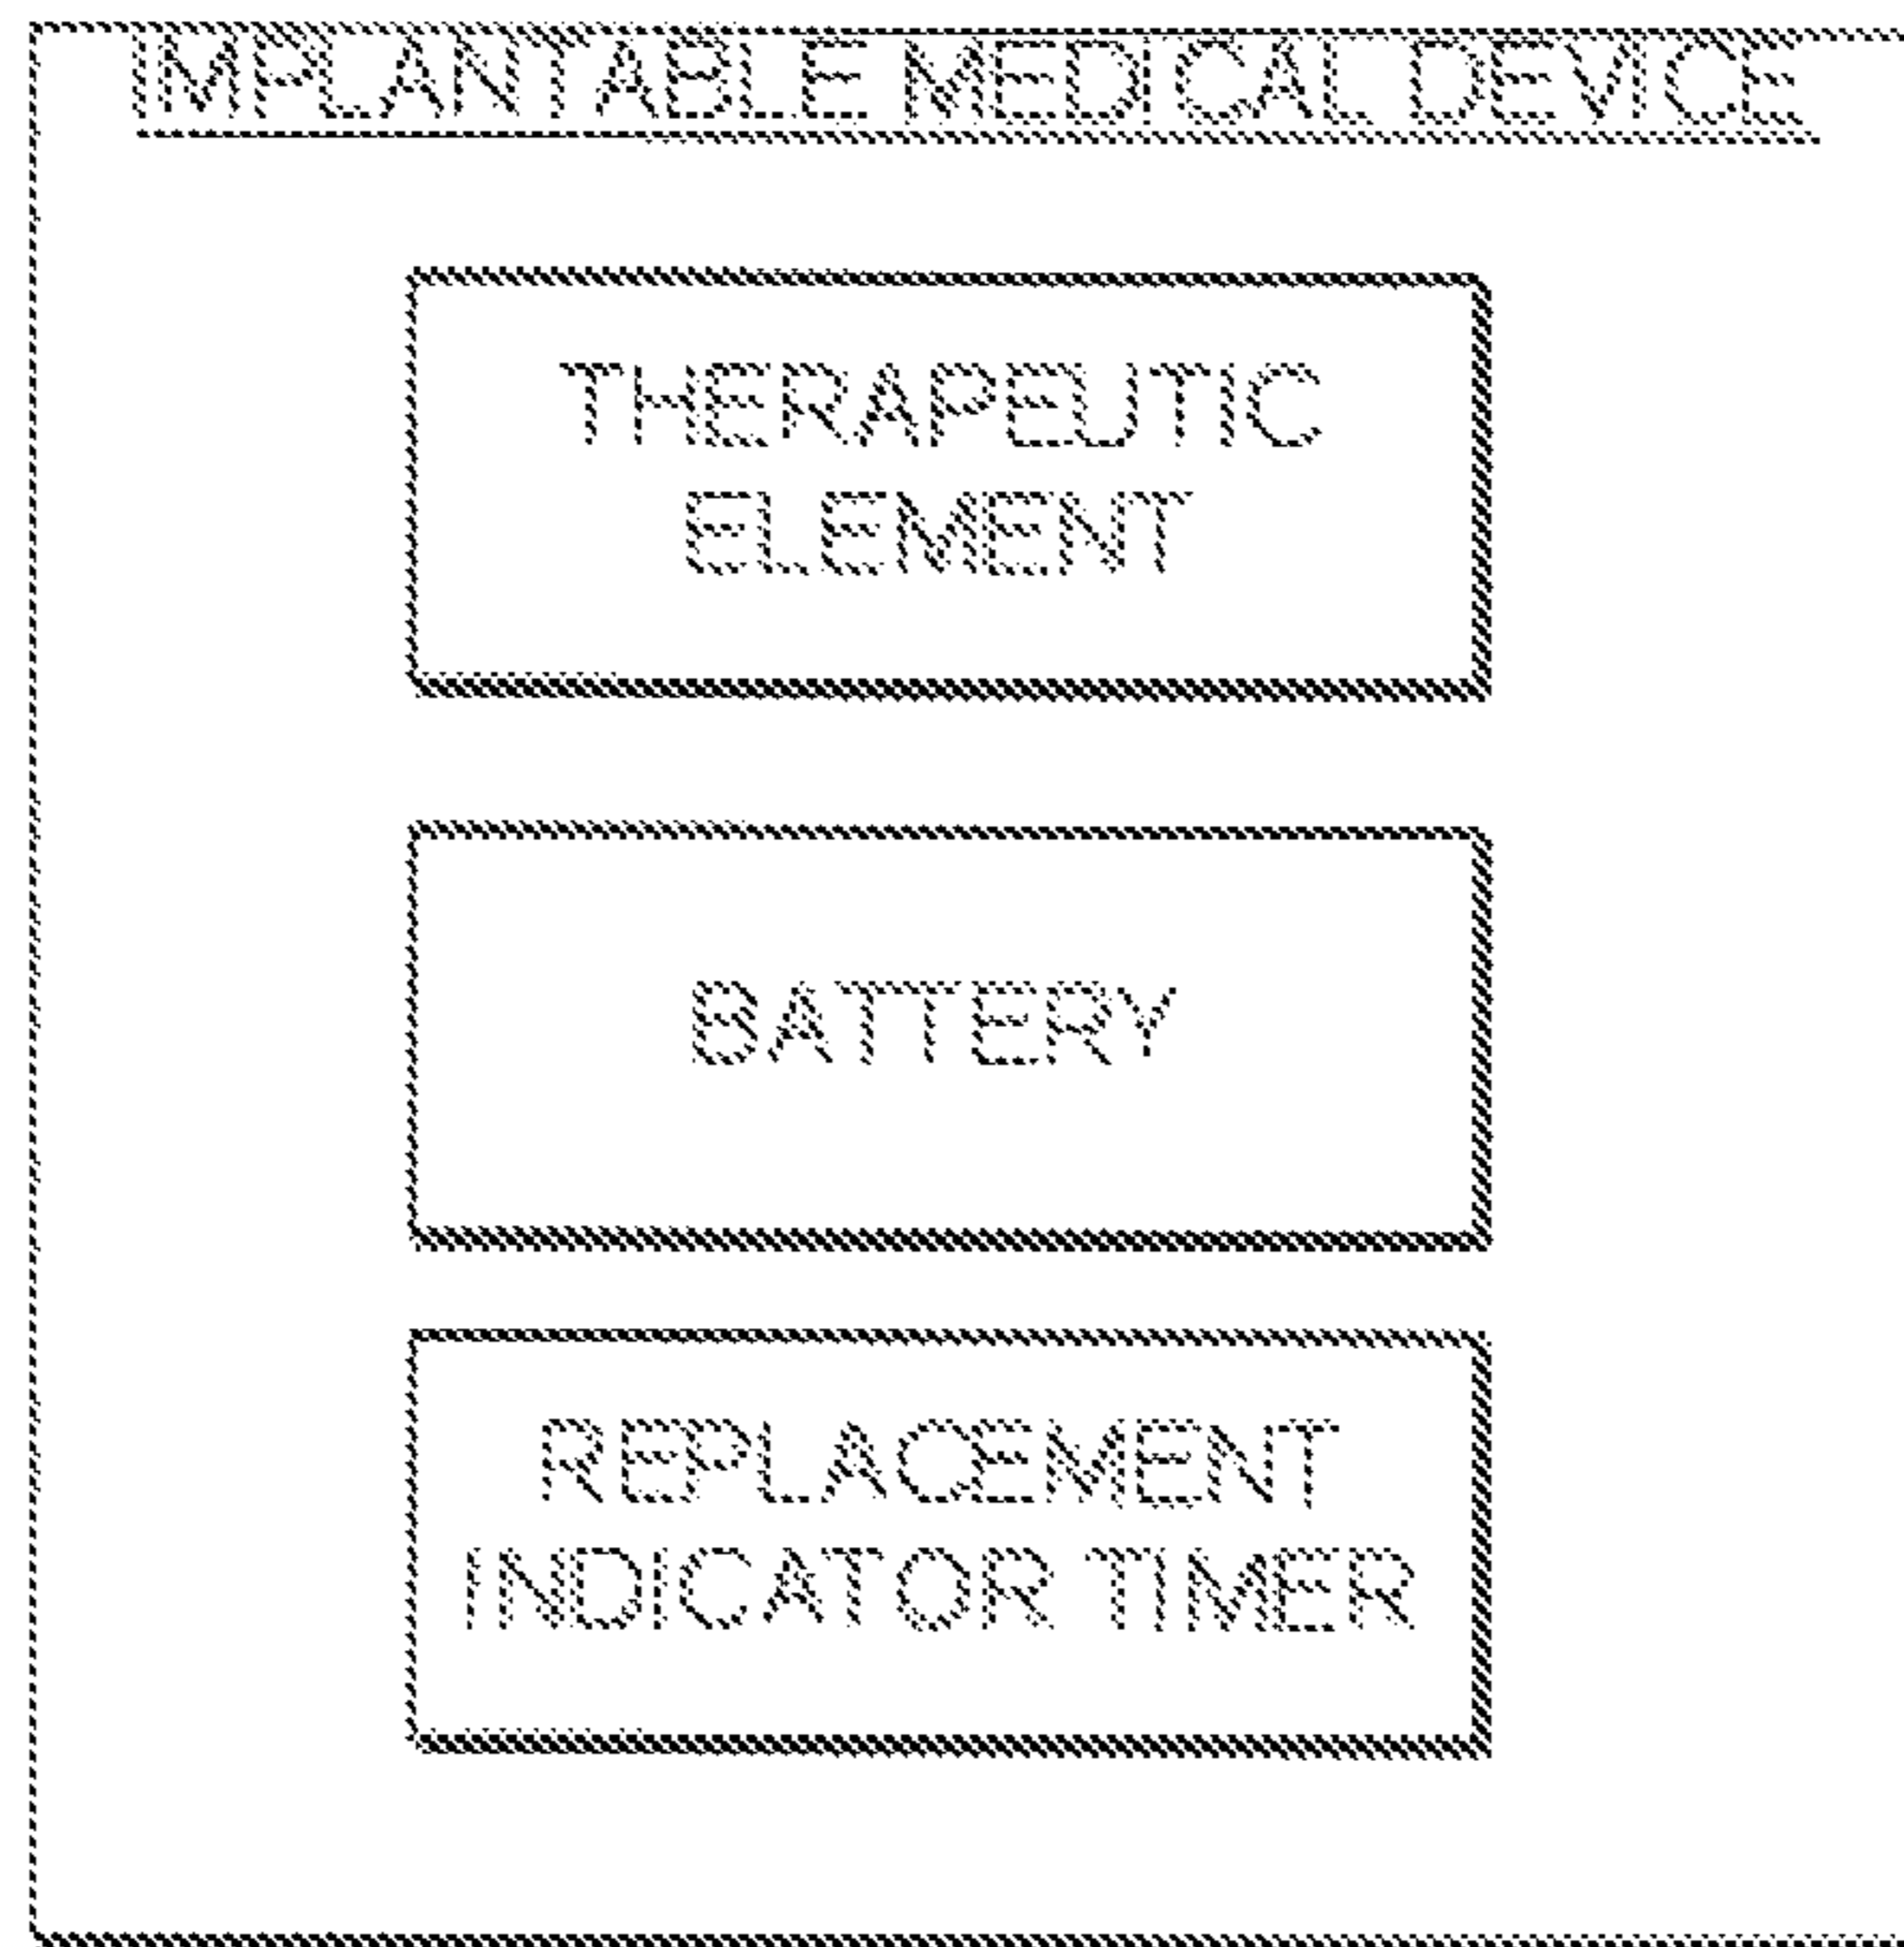 IMPLANTABLE MEDICAL DEVICE
THERAPEUTIC
ELEMENT
BATTERY
REPLACEMENT
INDICATOR TIMER